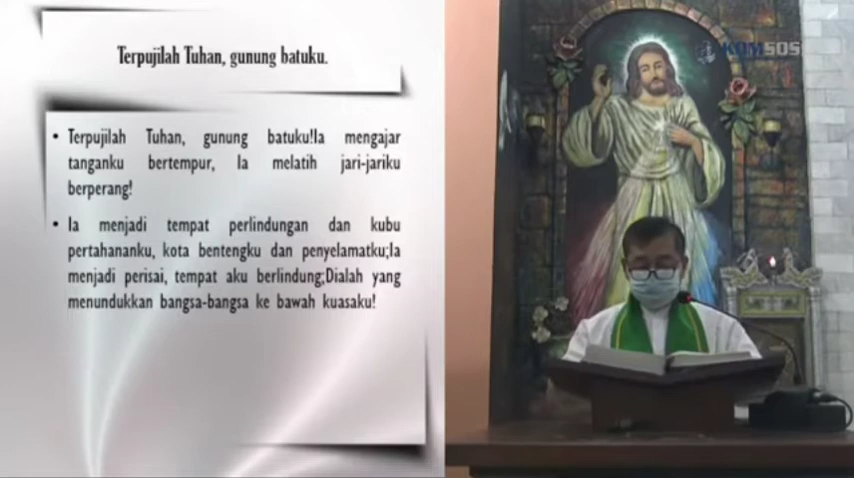 Terpujilah Tuhan, gunung batuku.
• Terpujilah Tuhan, gunung batuku!Ia mengajar
tanganku bertempur, Ia melatih jari-jariku
berperang!
• Ia menjadi tempat perlindungan dan kubu
pertahananku, kota bentengku dan penyelamatku;Ia
menjadi perisai, tempat aku berlindung;Dialah yang
menundukkan bangsa-bangsa ke bawah kuasaku!
KOMSOS